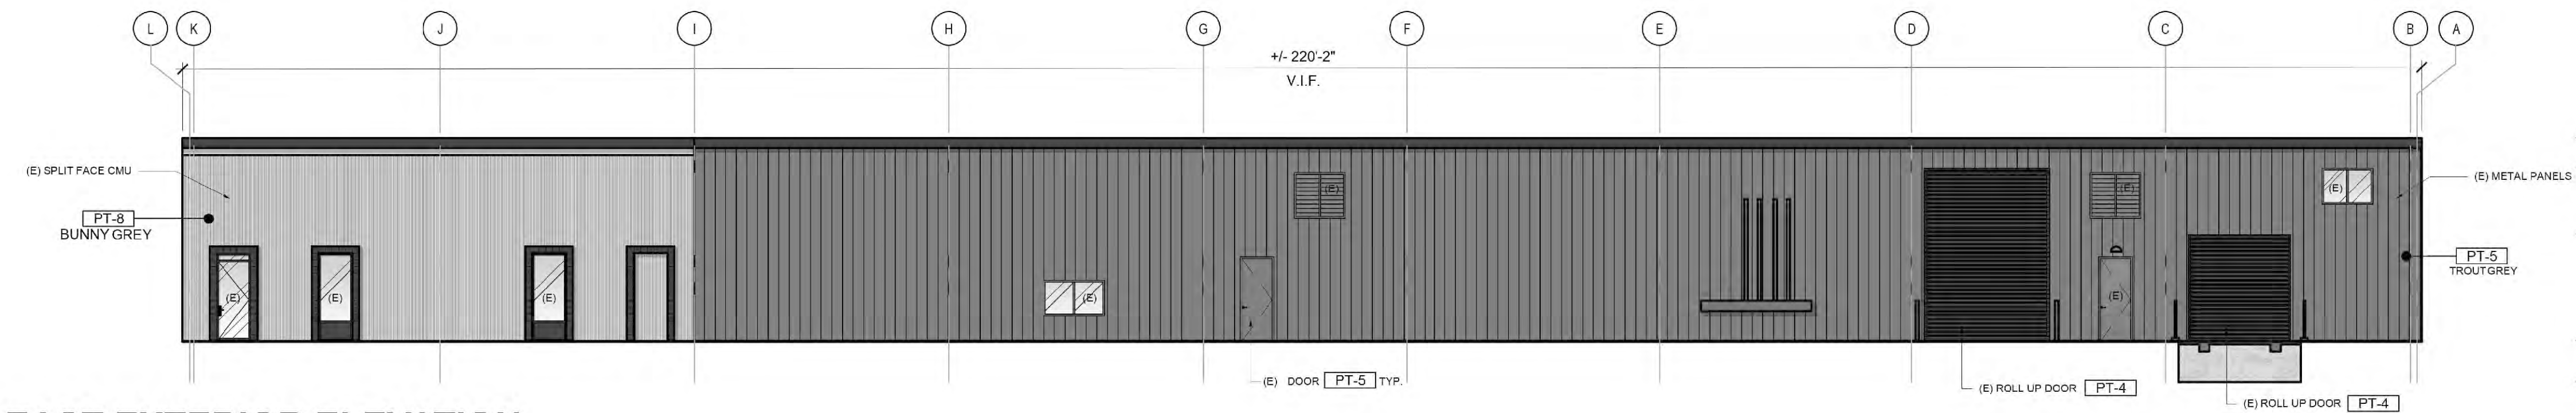 L K J I H G F E D C B A
+/- 220'-2"
V.I.F.
(E) SPLIT FACE CMU
(E) METAL PANELS
(E) (E) (E)
PT-8
BUNNY GREY
PT-5
TROUT GREY
(E) (E) (E) (E) (E)
(E) DOOR PT-5 TYP.
(E) ROLL UP DOOR PT-4
(E) ROLL UP DOOR PT-4